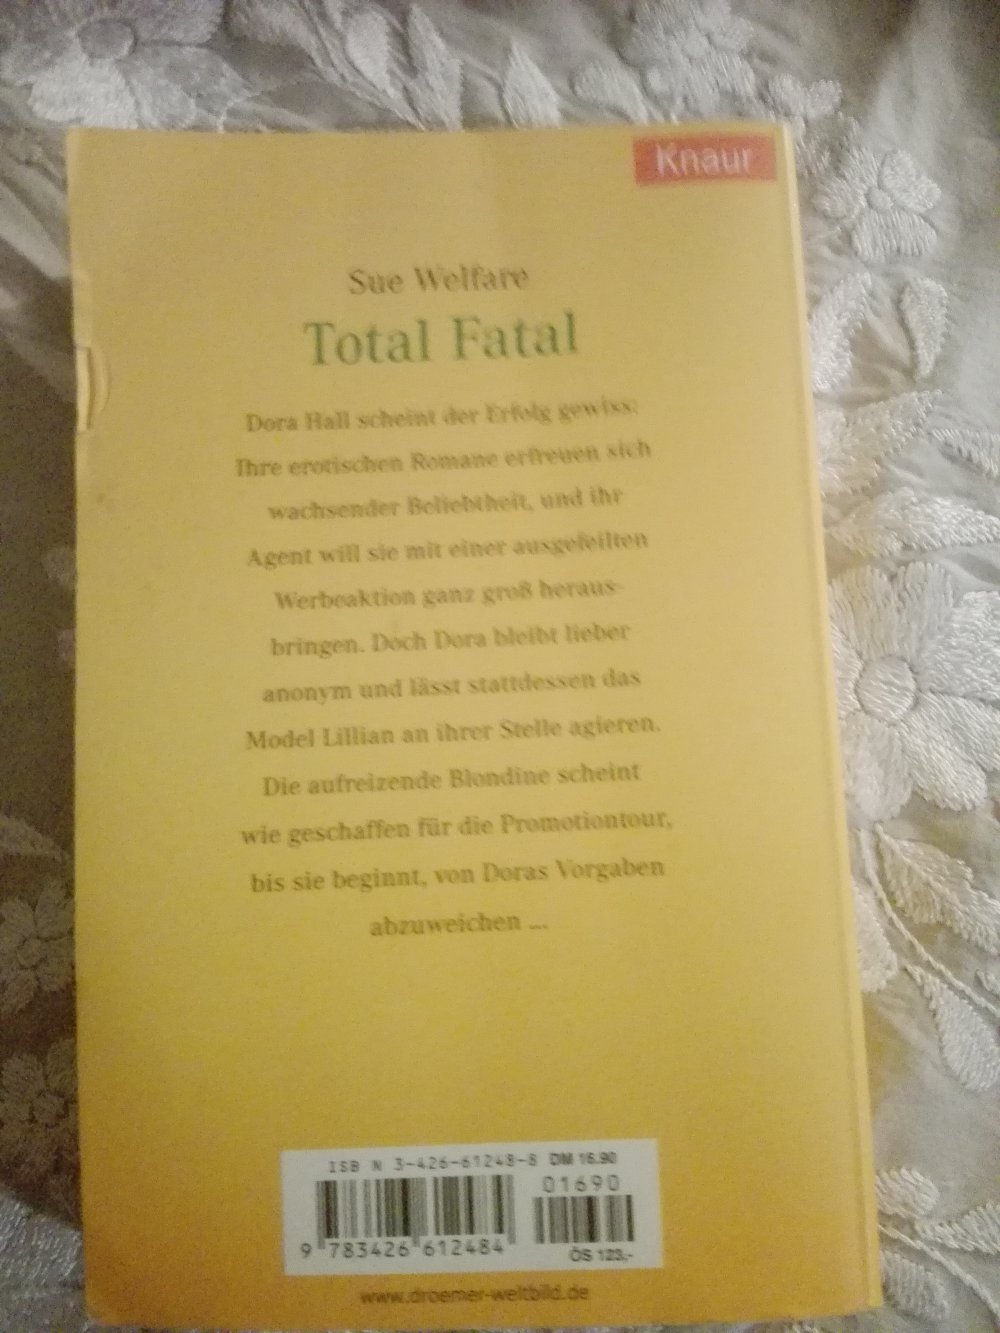 Knaur
Sue Welfare
Total Fatal
Dora Hall scheint der Erfolg gewiss:
Ihre erotischen Romane erfreuen sich
wachsender Beliebtheit, und ihr
Agent will sie mit einer ausgefeilten
Werbeaktion ganz groß heraus-
bringen. Doch Dora bleibt lieber
anonym und lässt stattdessen das
Model Lillian an ihrer Stelle agieren.
Die aufreizende Blondine scheint
wie geschaffen für die Promotiontour,
bis sie beginnt, von Doras Vorgaben
abzuweichen ...
ISBN 3-426-61248-8 DM 16.90
01690
9 783426 612484
ÖS 123,-
www.droemer-weltbild.de